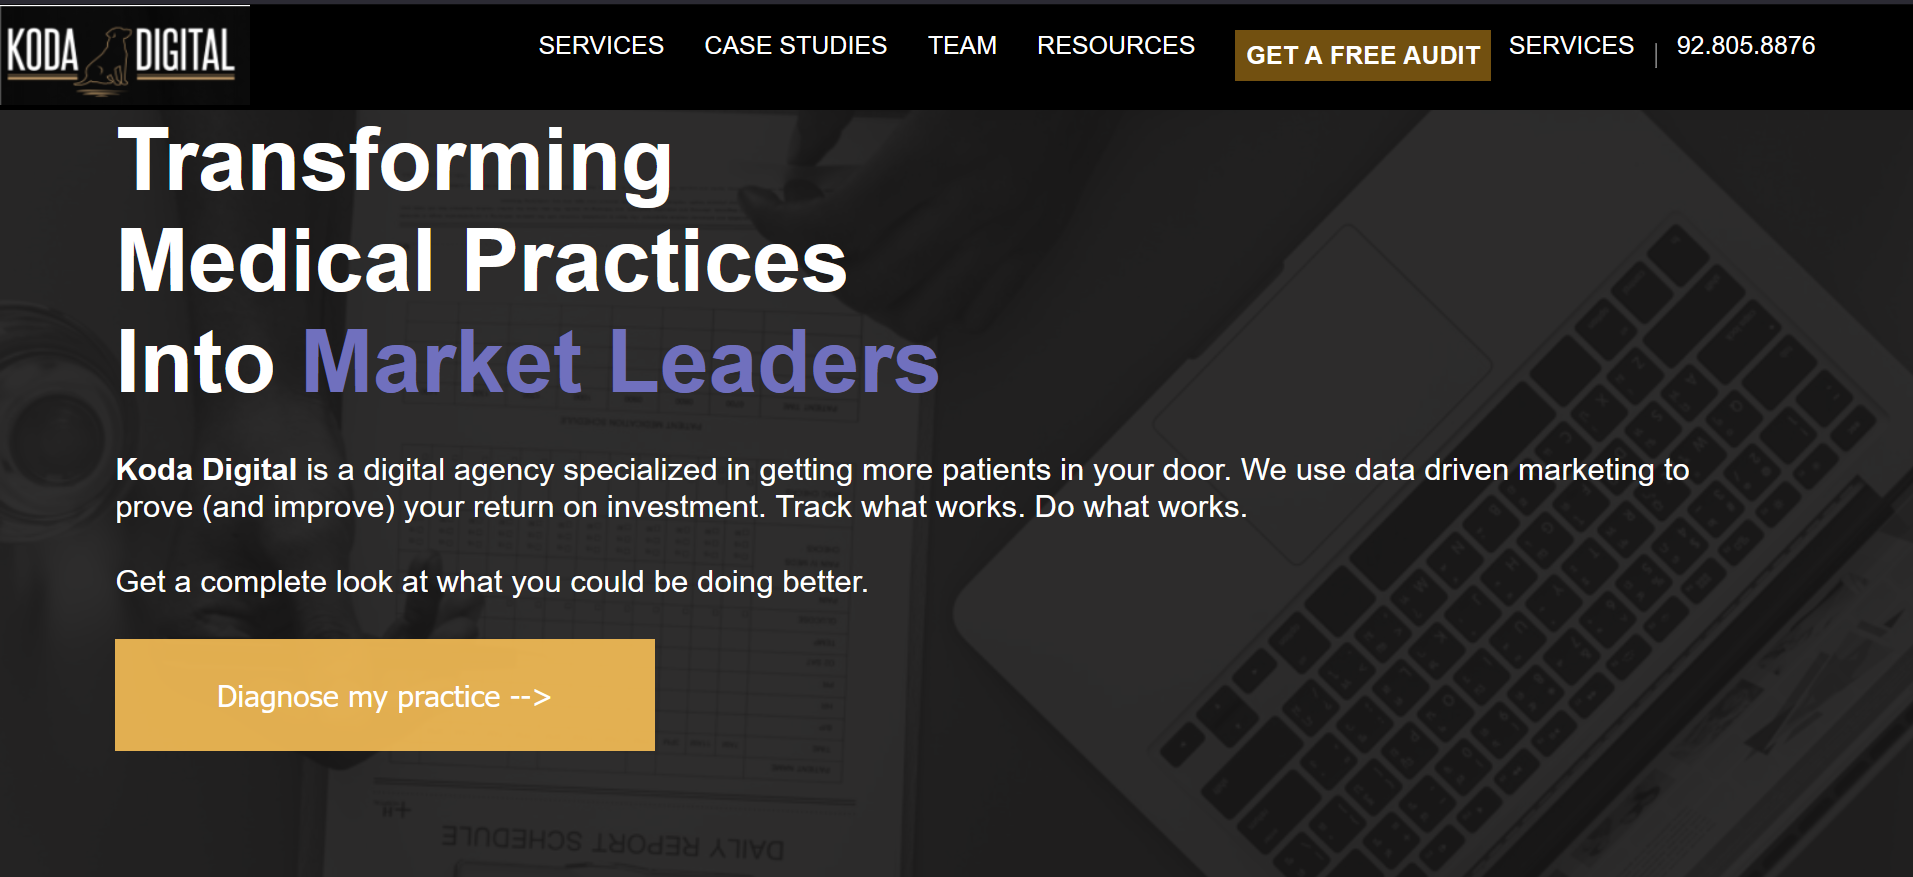 KODA DIGITAL
SERVICES CASE STUDIES TEAM RESOURCES GET A FREE AUDIT SERVICES | 92.805.8876
Transforming
Medical Practices
Into Market Leaders
Koda Digital is a digital agency specialized in getting more patients in your door. We use data driven marketing to
prove (and improve) your return on investment. Track what works. Do what works.
Get a complete look at what you could be doing better.
Diagnose my practice -->
PATIENT MEDICATION SCHEDULE
DAILY REPORT SCHEDULE